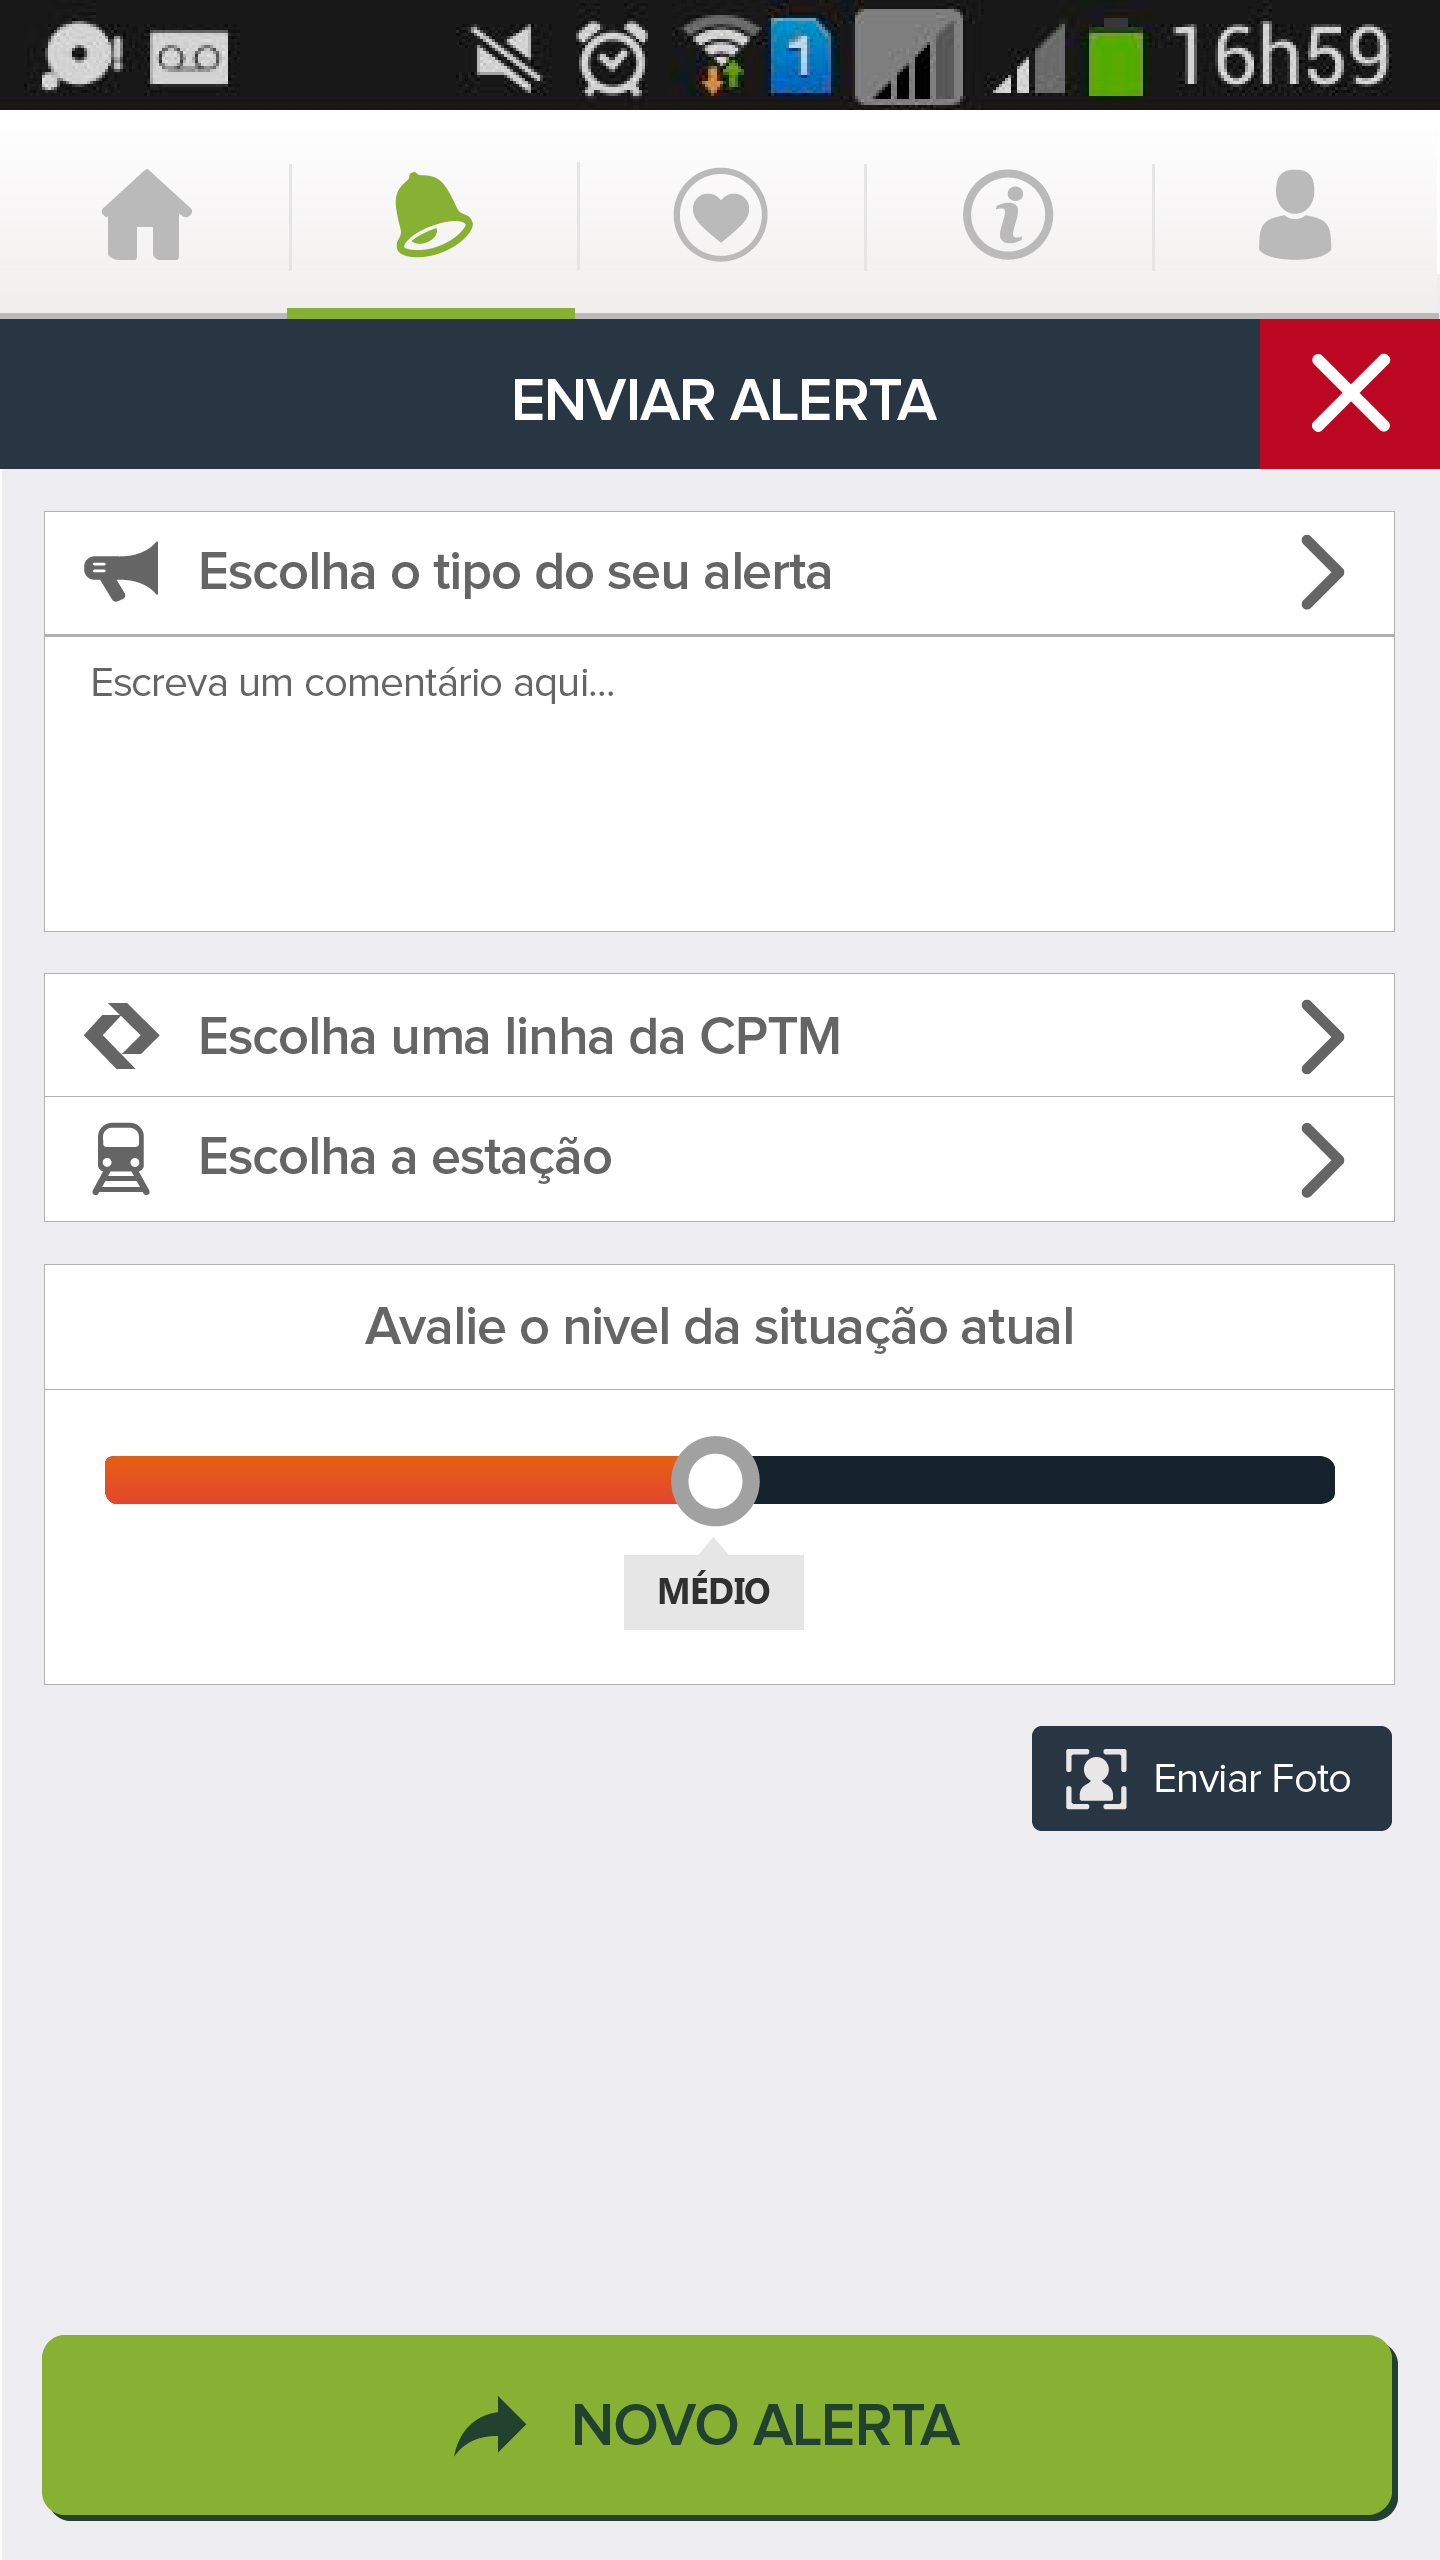 1 16h59
ENVIAR ALERTA
Escolha o tipo do seu alerta
Escreva um comentário aqui...
Escolha uma linha da CPTM
Escolha a estação
Avalie o nivel da situação atual
MÉDIO
Enviar Foto
NOVO ALERTA